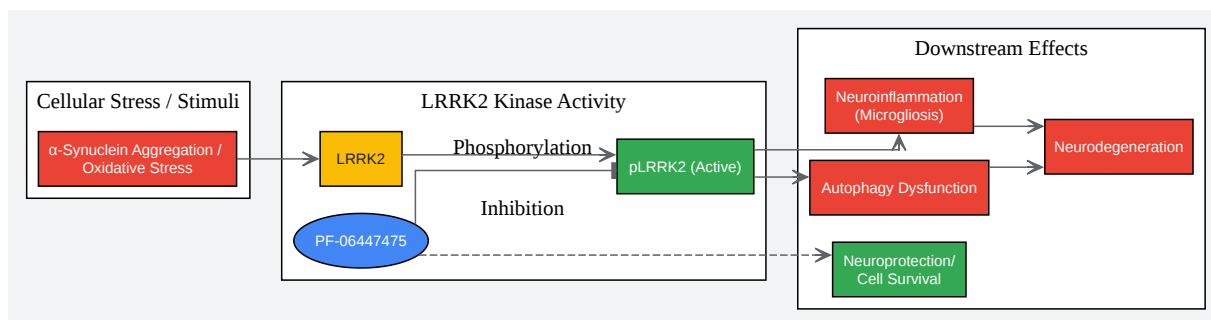 Cellular Stress / Stimuli
α-Synuclein Aggregation /
Oxidative Stress
LRRK2 Kinase Activity
LRRK2
Phosphorylation
pLRRK2 (Active)
Inhibition
PF-06447475
Downstream Effects
Neuroinflammation
(Microgliosis)
Neurodegeneration
Autophagy Dysfunction
Neuroprotection/
Cell Survival